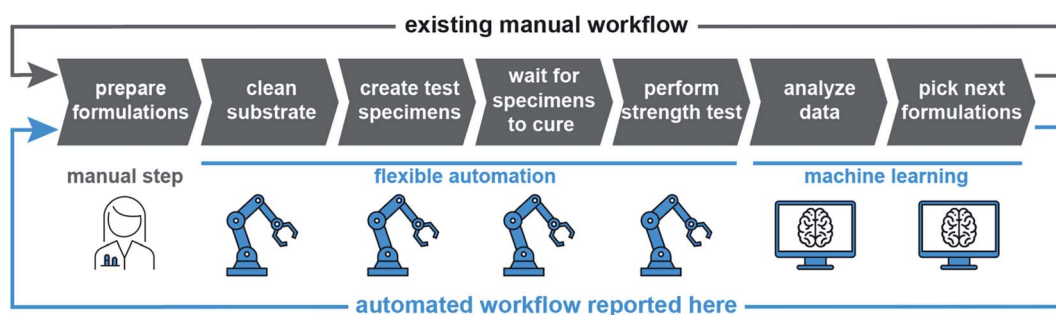 existing manual workflow
prepare
formulations
clean
substrate
create test
specimens
wait for
specimens
to cure
perform
strength test
analyze
data
pick next
formulations
manual step
flexible automation
machine learning
automated workflow reported here